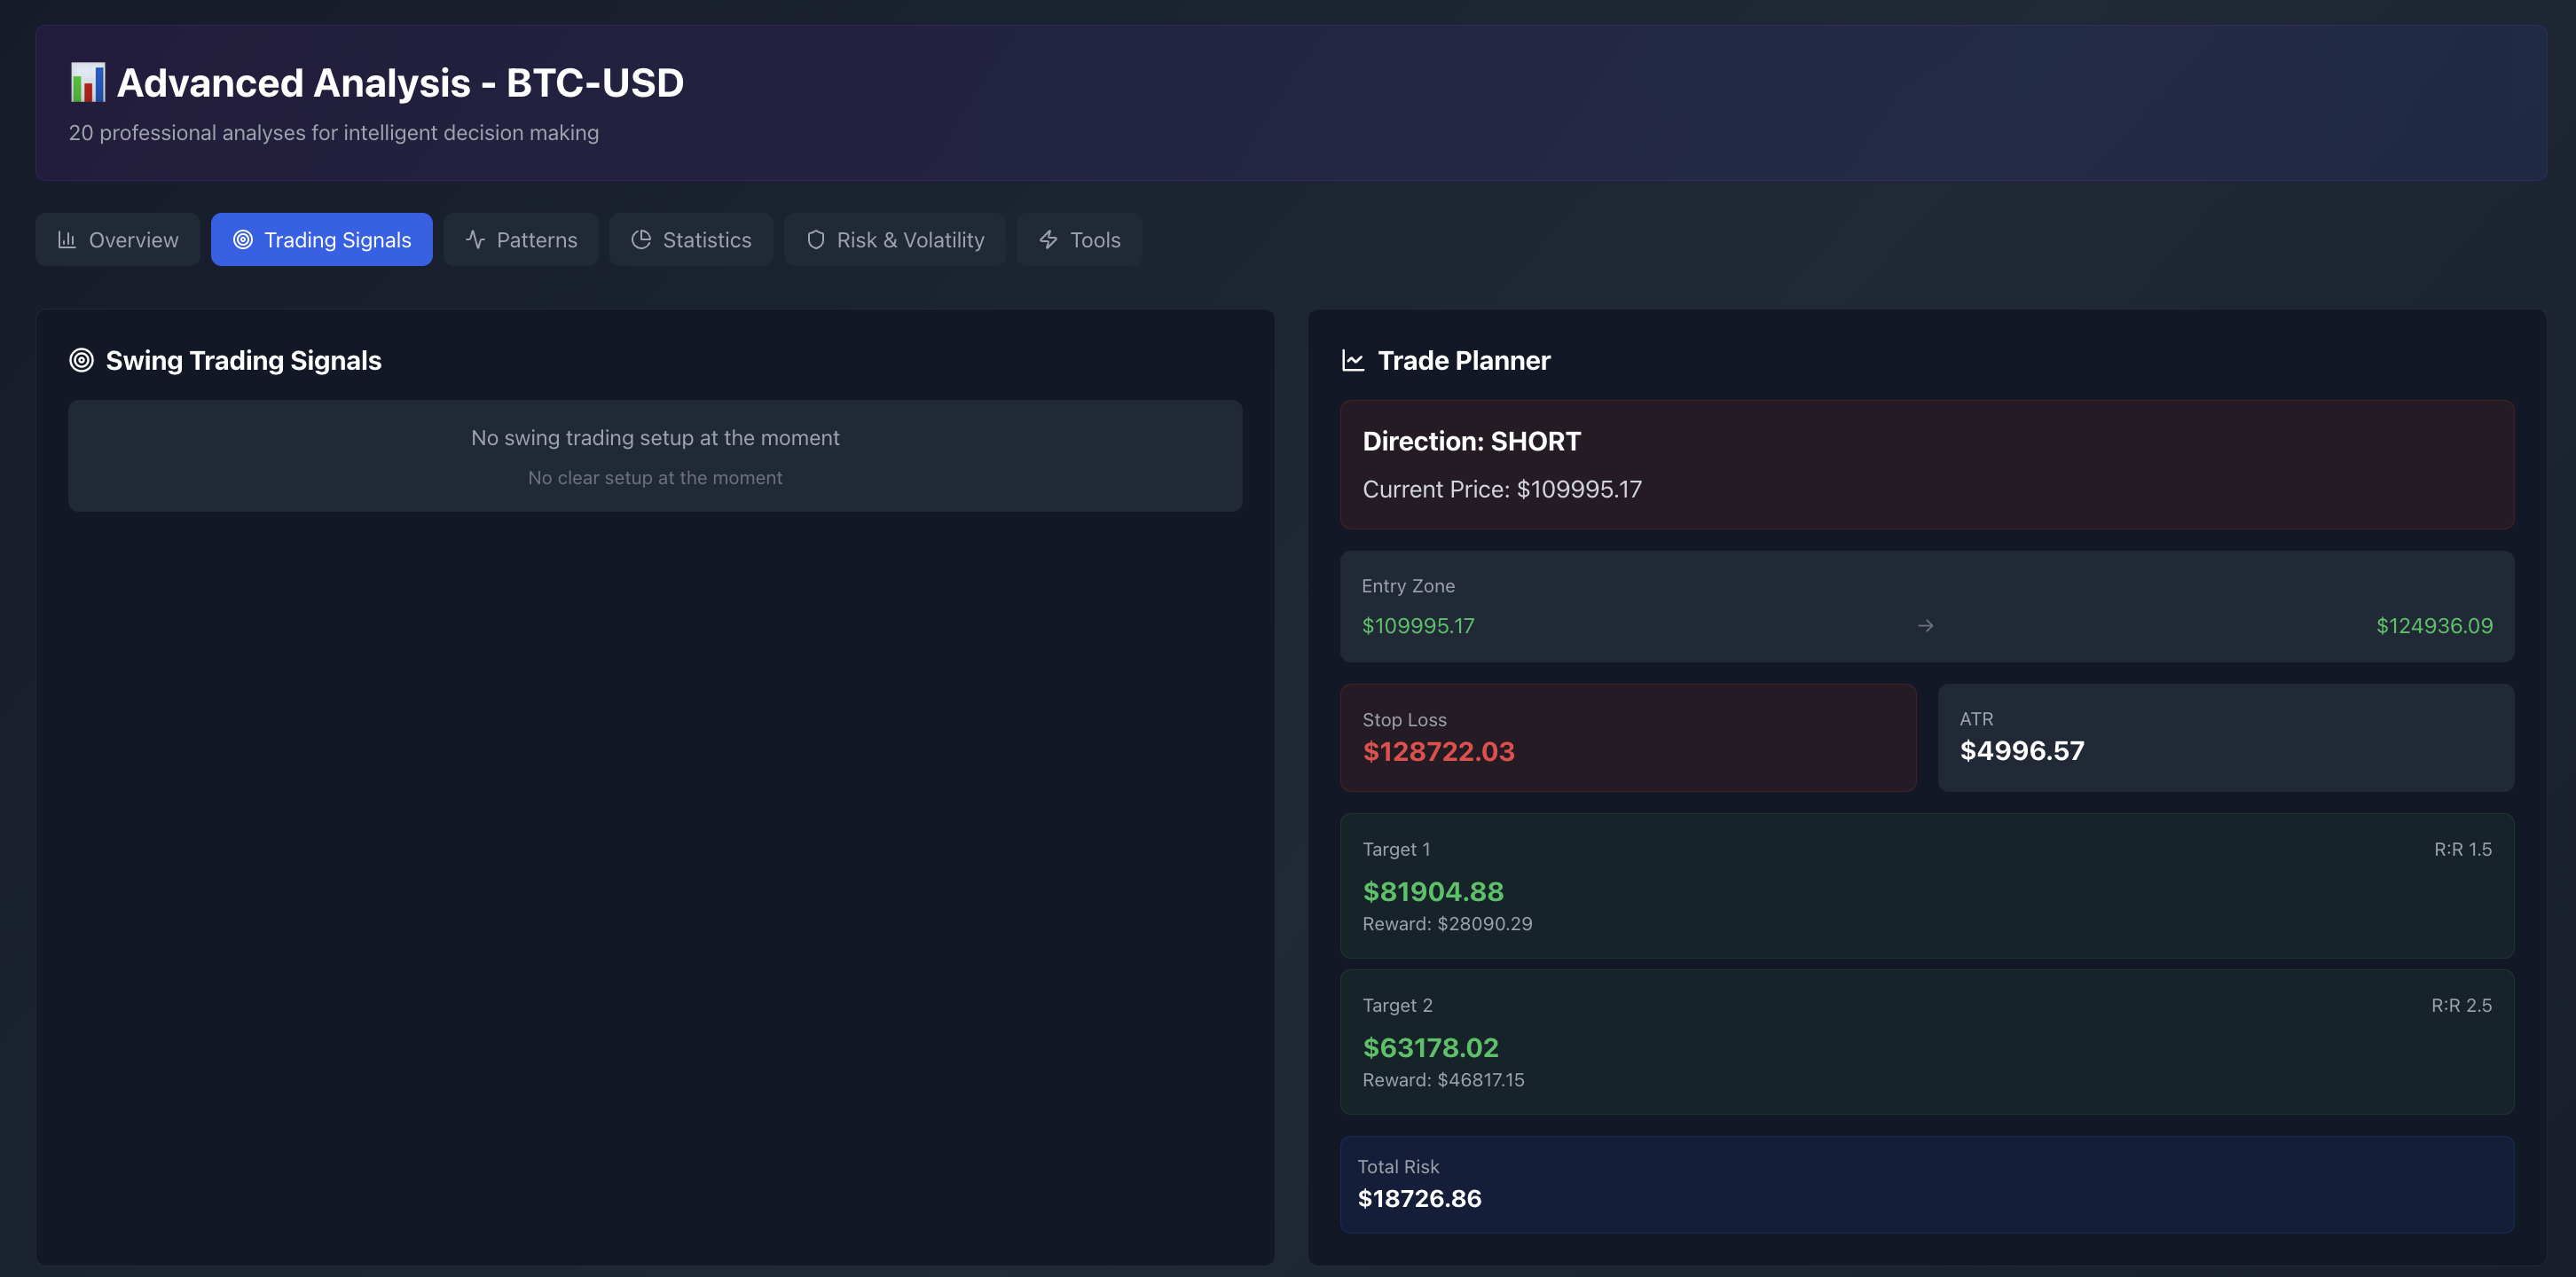 📊 Advanced Analysis - BTC-USD
20 professional analyses for intelligent decision making
Overview
Trading Signals
Patterns
Statistics
Risk & Volatility
Tools
Swing Trading Signals
No swing trading setup at the moment
No clear setup at the moment
Trade Planner
Direction: SHORT
Current Price: $109995.17
Entry Zone
$109995.17 → $124936.09
Stop Loss
$128722.03
ATR
$4996.57
Target 1 R:R 1.5
$81904.88
Reward: $28090.29
Target 2 R:R 2.5
$63178.02
Reward: $46817.15
Total Risk
$18726.86